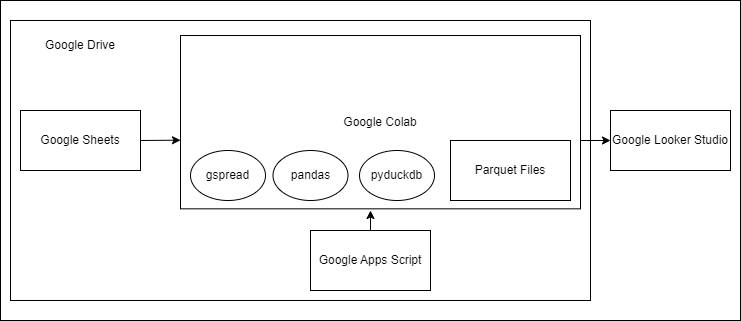 Google Drive
Google Colab
Google Sheets
Google Looker Studio
gspread
pandas
pyduckdb
Parquet Files
Google Apps Script